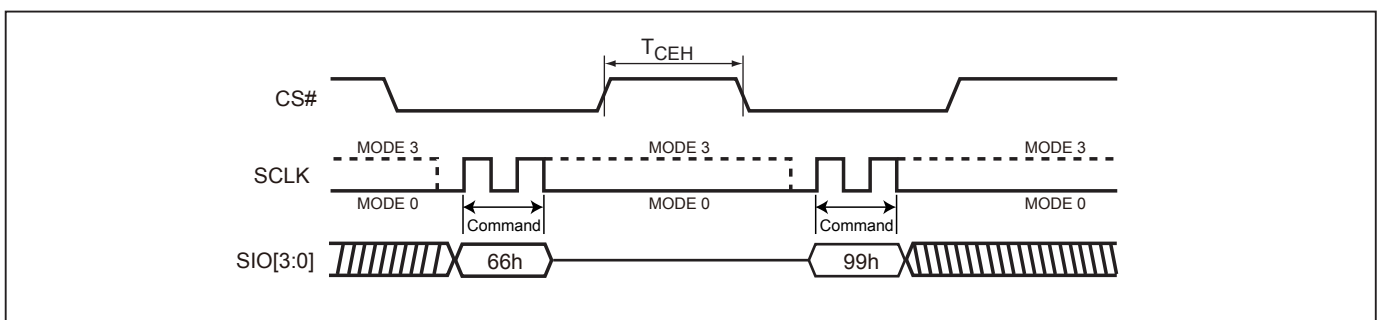 TCEH
CS#
MODE 3 MODE 3 MODE 3
SCLK
MODE 0 MODE 0 MODE 0
Command Command
SIO[3:0] 66h 99h